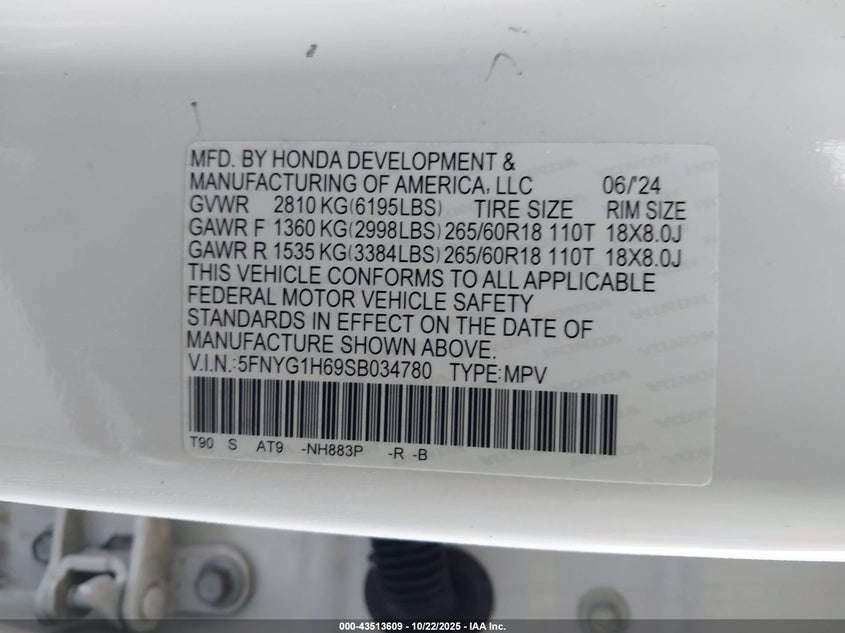 MFD. BY HONDA DEVELOPMENT &
MANUFACTURING OF AMERICA, LLC 06/'24
GVWR 2810 KG(6195LBS) TIRE SIZE RIM SIZE
GAWR F 1360 KG(2998LBS) 265/60R18 110T 18X8.0J
GAWR R 1535 KG(3384LBS) 265/60R18 110T 18X8.0J
THIS VEHICLE CONFORMS TO ALL APPLICABLE
FEDERAL MOTOR VEHICLE SAFETY
STANDARDS IN EFFECT ON THE DATE OF
MANUFACTURE SHOWN ABOVE.
V.I.N.:5FNYG1H69SB034780 TYPE:MPV
T90 S AT9 -NH883P -R -B
000-43513609 - 10/22/2025 - IAA Inc.